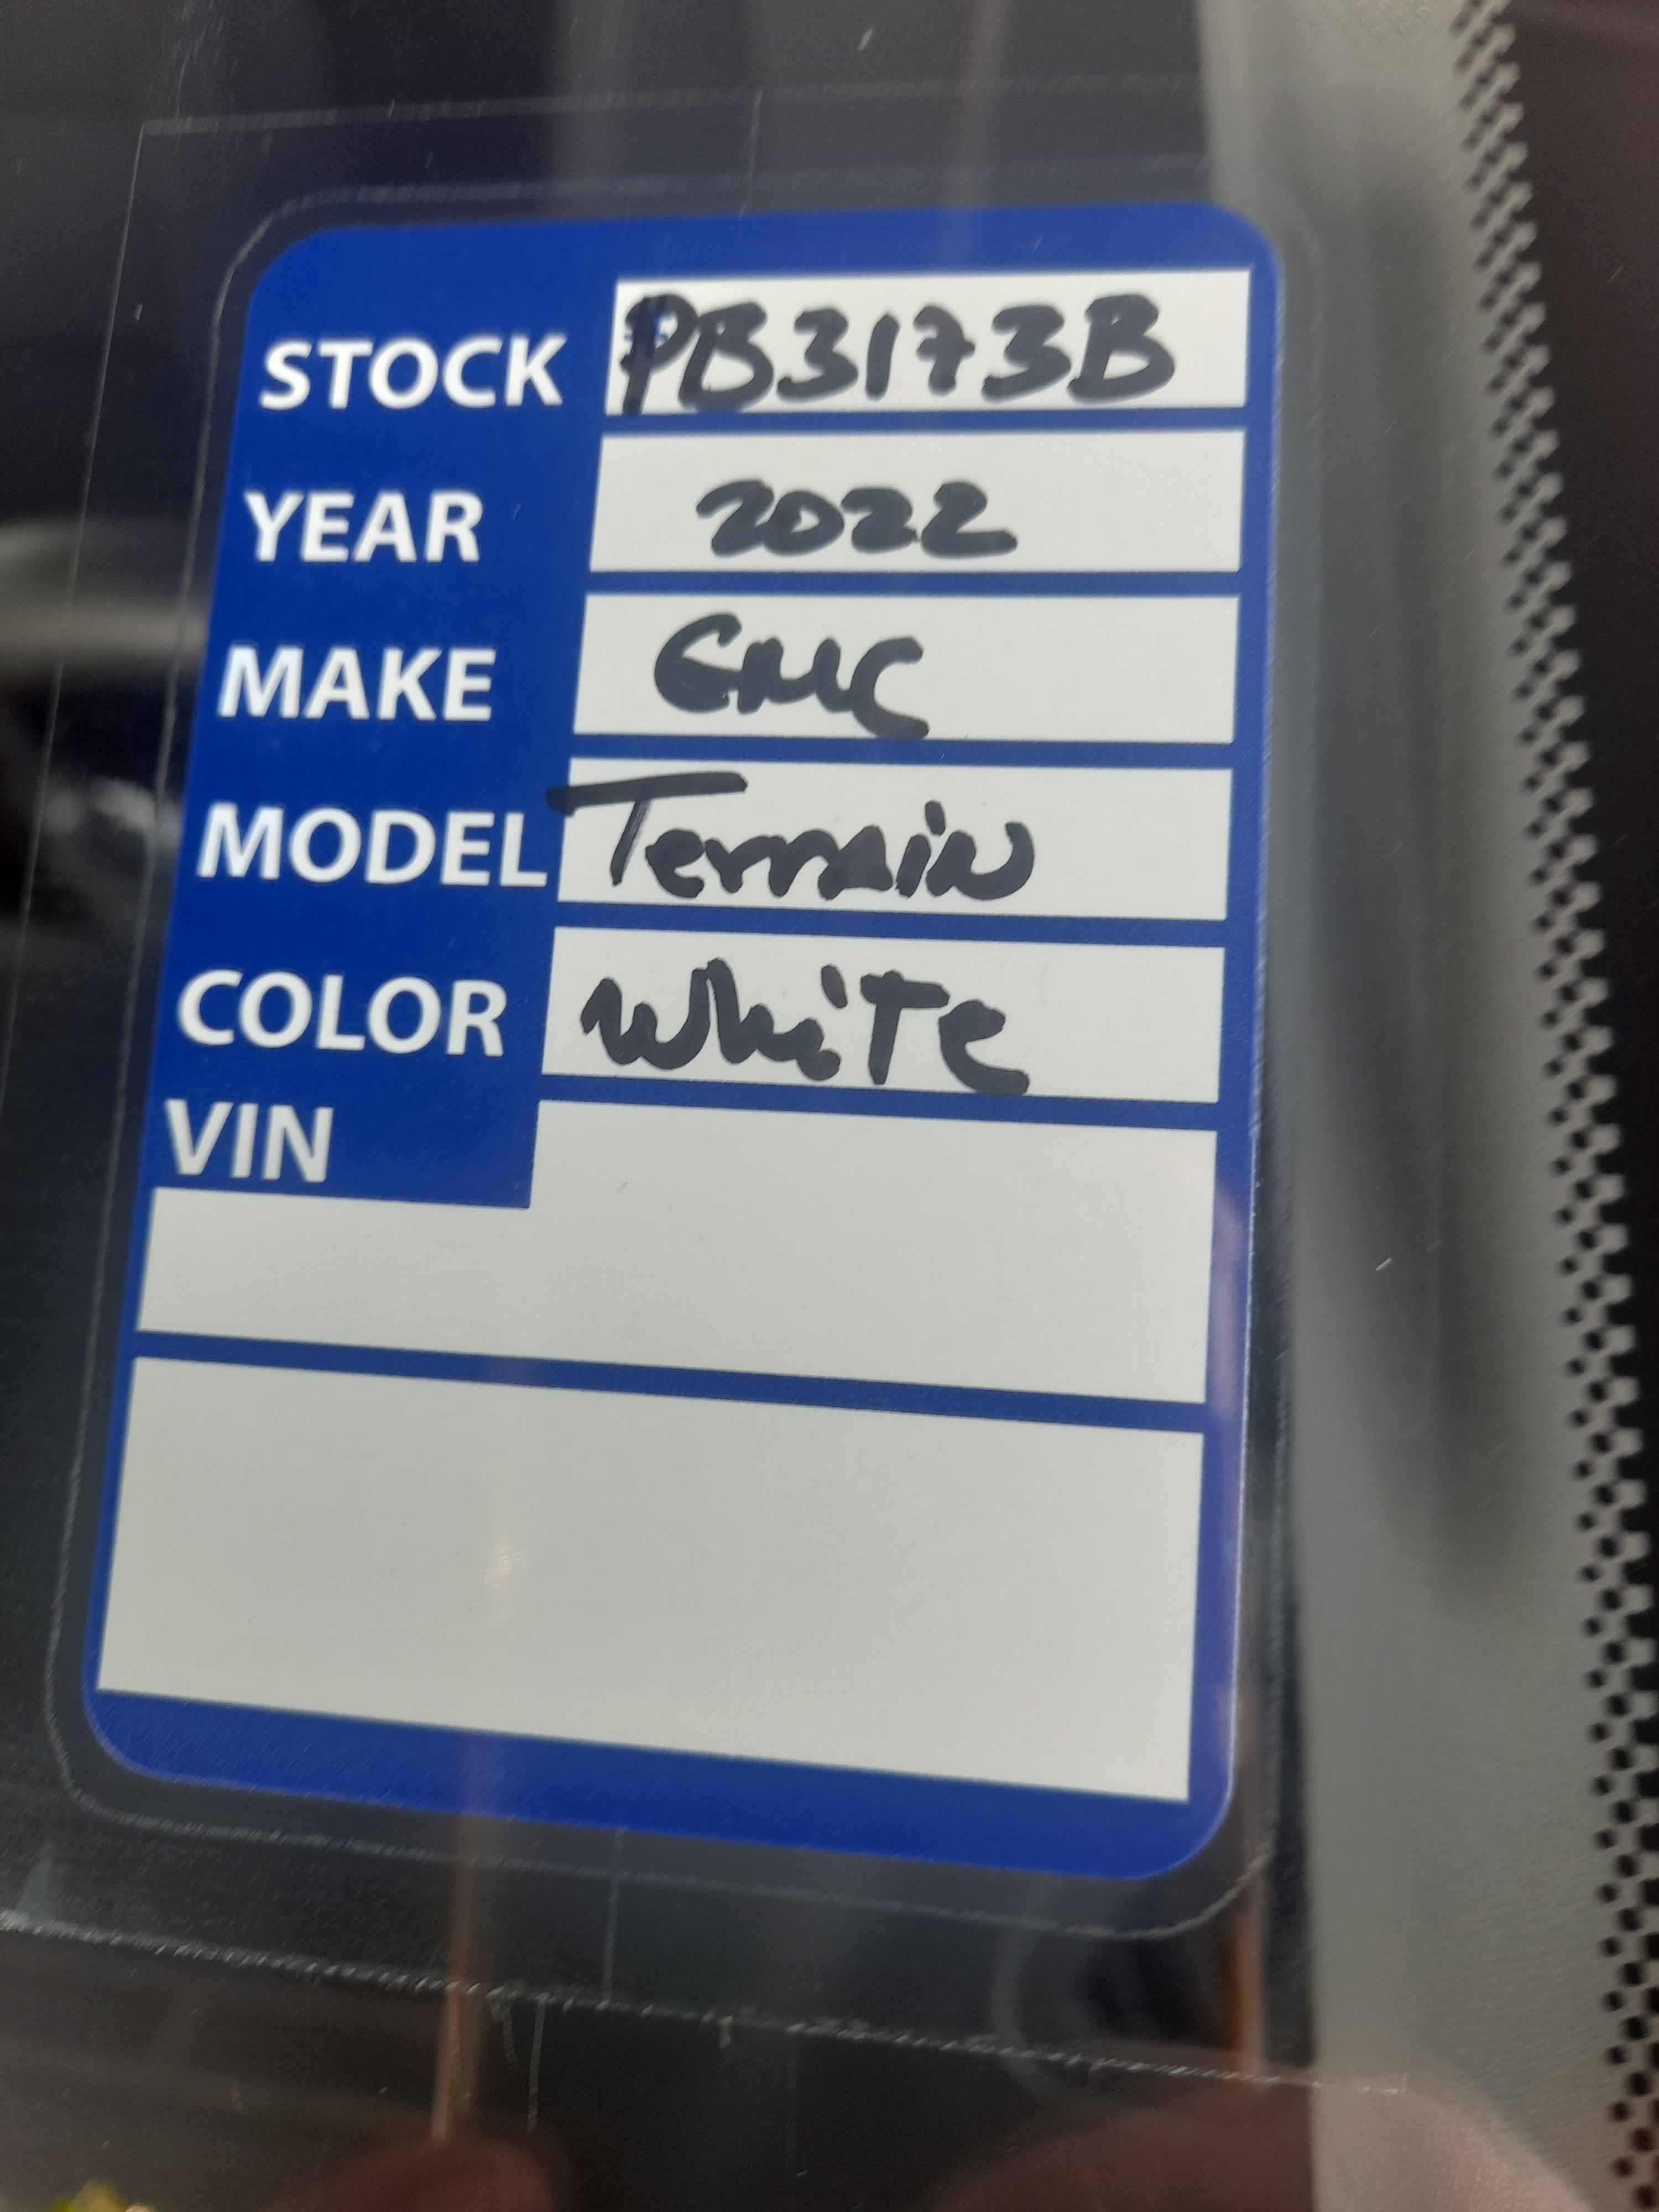 STOCK PB3173B
YEAR 2022
MAKE GMC
MODEL Terrain
COLOR White
VIN